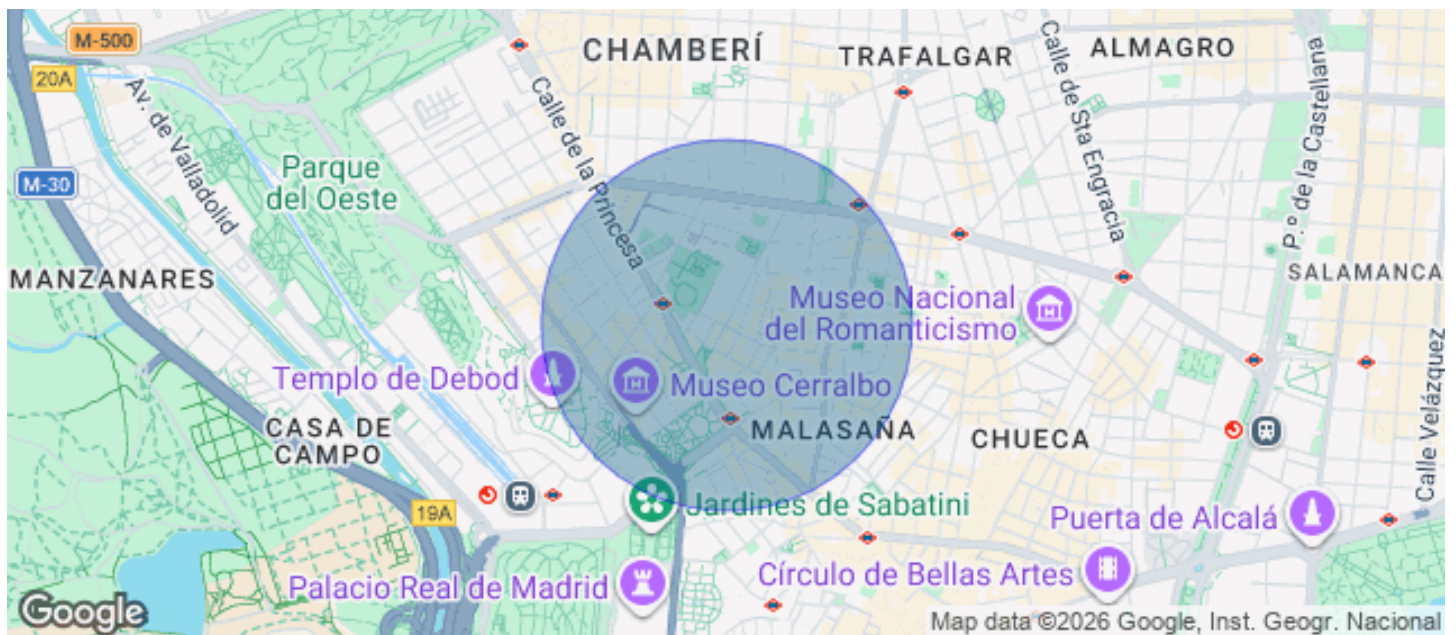 M-500
CHAMBERÍ
TRAFALGAR
ALMAGRO
20A
Av. de Valladolid
Calle de la Princesa
Calle de Sta Engracia
P.º de la Castellana
Parque
del Oeste
M-30
MANZANARES
SALAMANCA
Museo Nacional
del Romanticismo
Templo de Debod
Museo Cerralbo
Calle Velázquez
CASA DE
CAMPO
MALASAÑA
CHUECA
19A
Jardines de Sabatini
Puerta de Alcalá
Palacio Real de Madrid
Círculo de Bellas Artes
Google
Map data ©2026 Google, Inst. Geogr. Nacional